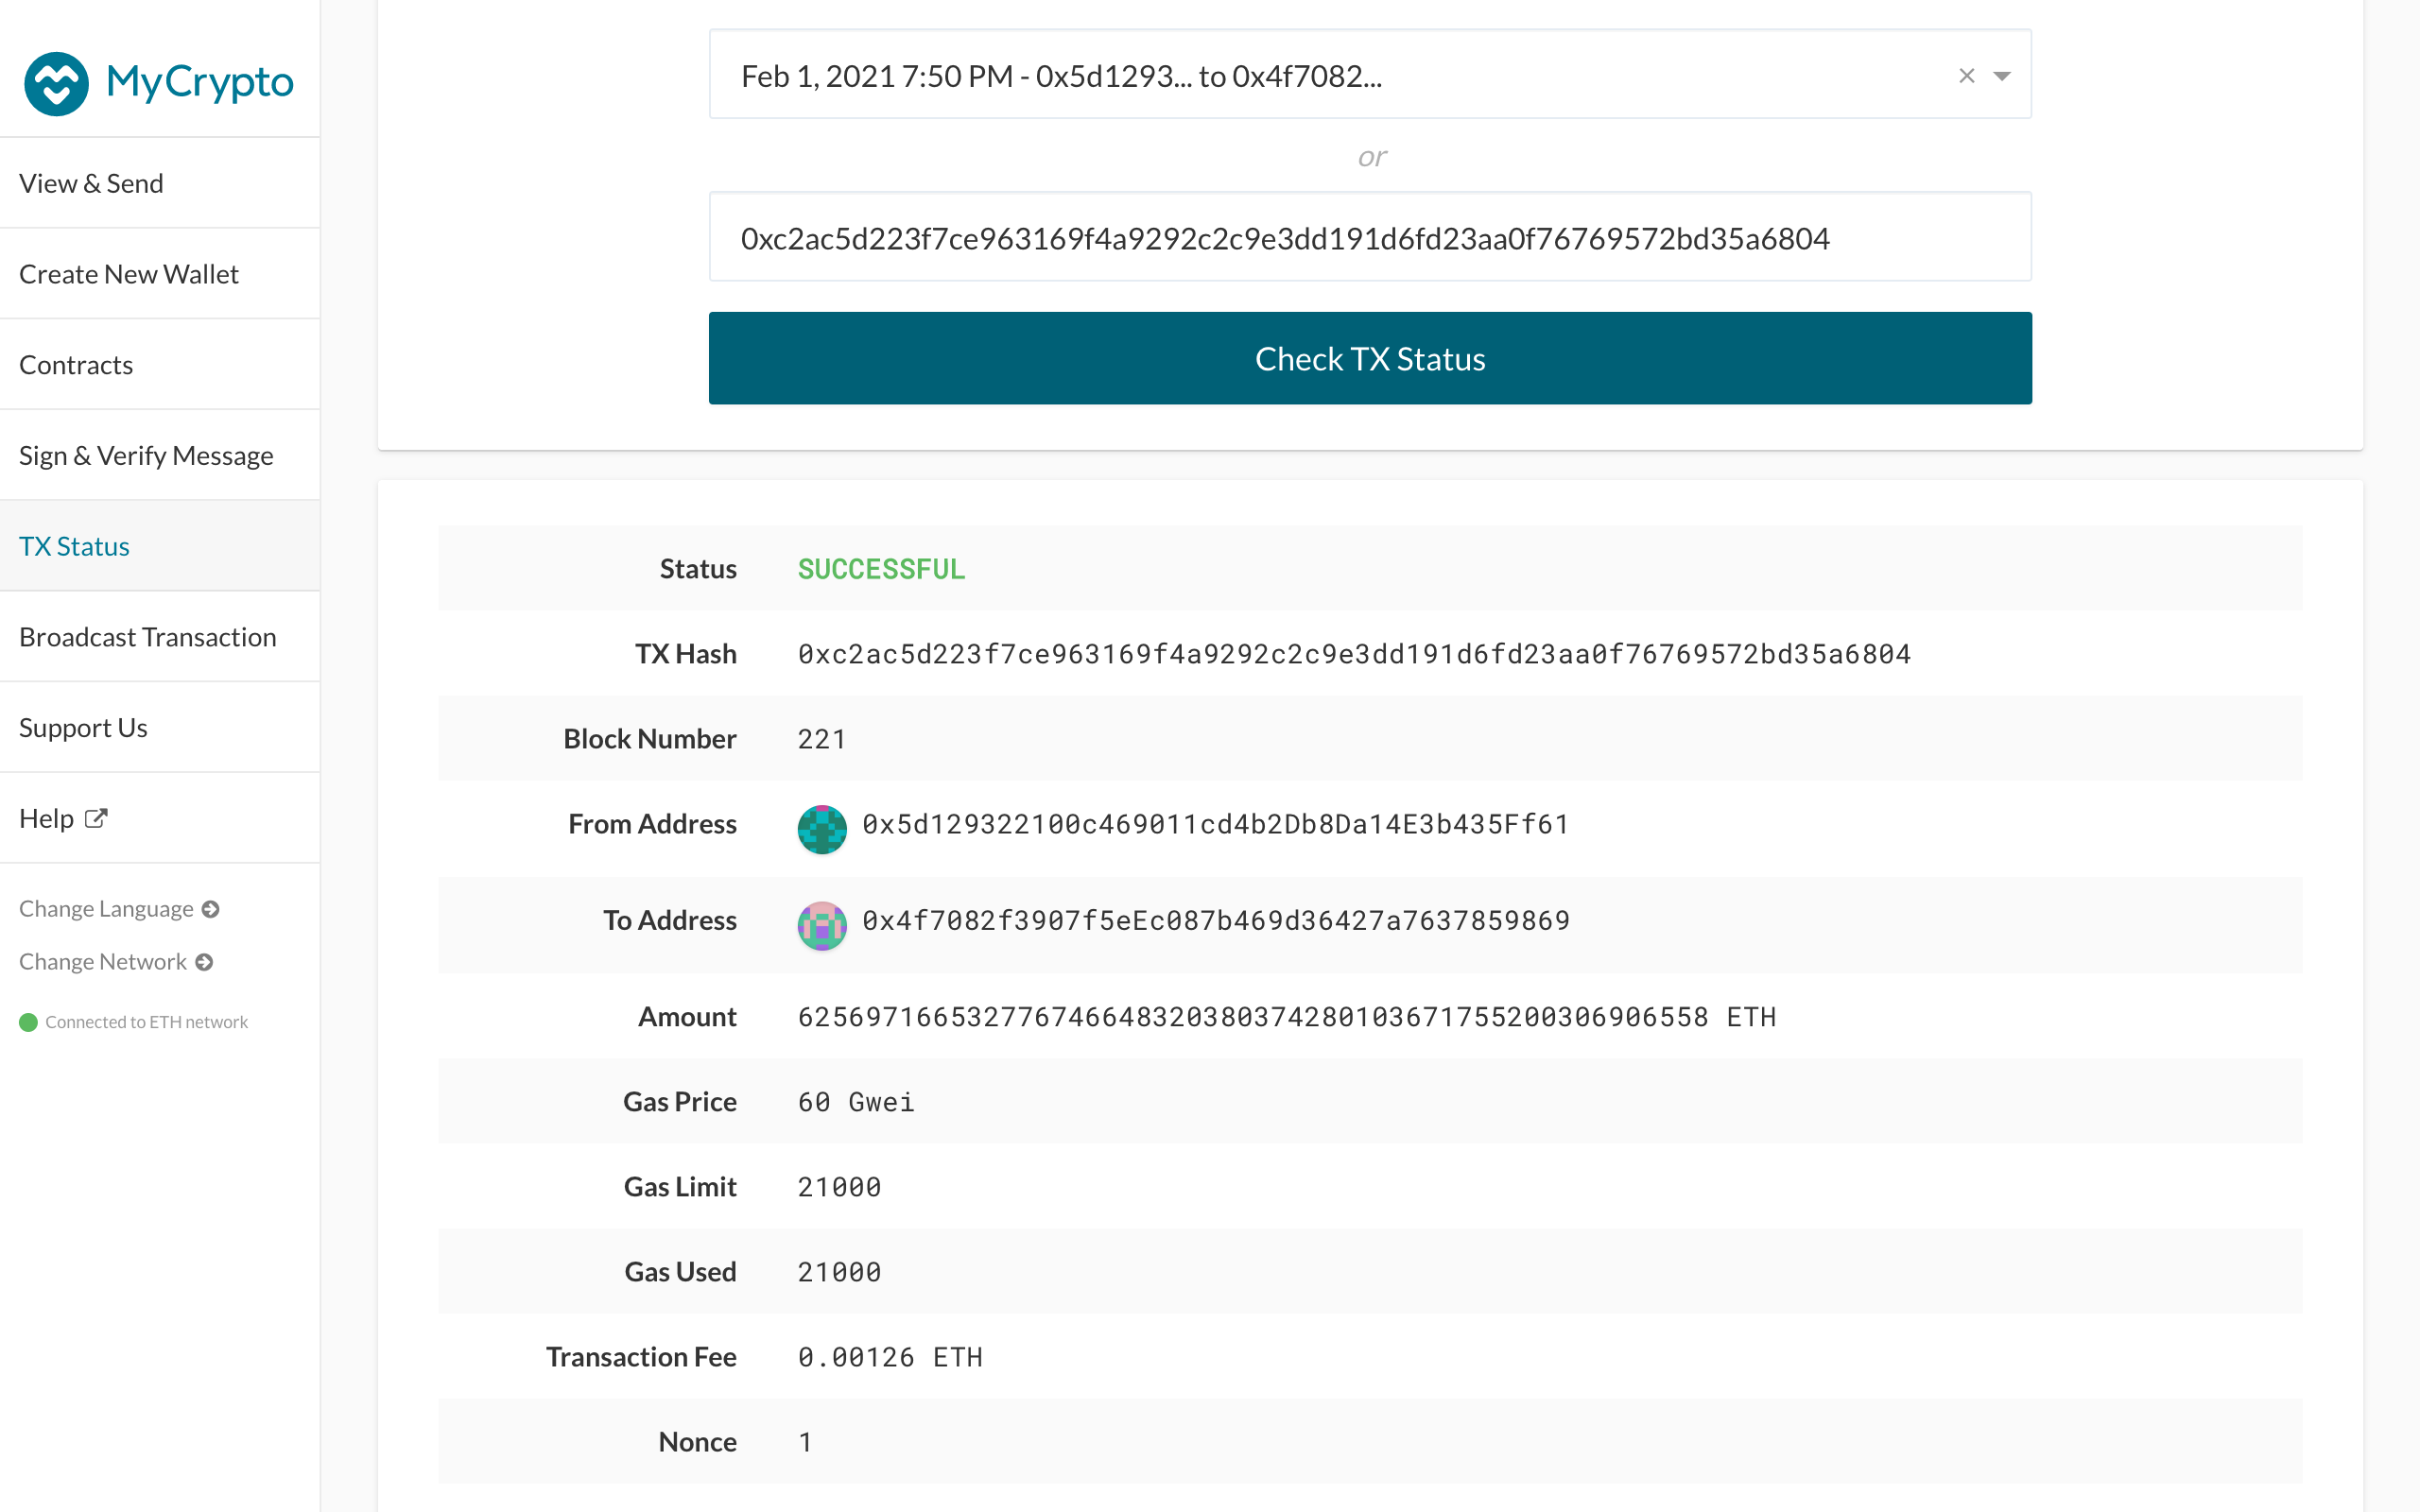 MyCrypto
View & Send
Create New Wallet
Contracts
Sign & Verify Message
TX Status
Broadcast Transaction
Support Us
Help
Change Language
Change Network
Connected to ETH network
Feb 1, 2021 7:50 PM - 0x5d1293... to 0x4f7082...
or
0xc2ac5d223f7ce963169f4a9292c2c9e3dd191d6fd23aa0f76769572bd35a6804
Check TX Status
Status SUCCESSFUL
TX Hash 0xc2ac5d223f7ce963169f4a9292c2c9e3dd191d6fd23aa0f76769572bd35a6804
Block Number 221
From Address 0x5d129322100c469011cd4b2Db8Da14E3b435Ff61
To Address 0x4f7082f3907f5eEc087b469d36427a7637859869
Amount 625697166532776746648320380374280103671755200306906558 ETH
Gas Price 60 Gwei
Gas Limit 21000
Gas Used 21000
Transaction Fee 0.00126 ETH
Nonce 1